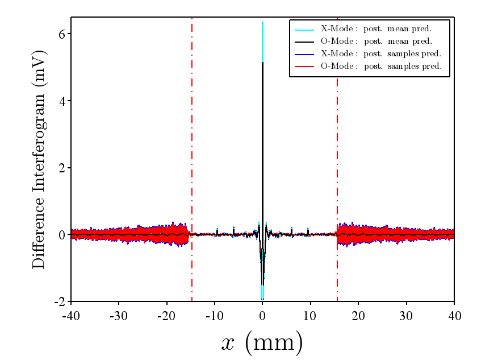 X-Mode : post. mean pred.
O-Mode : post. mean pred.
X-Mode : post. samples pred.
O-Mode : post. samples pred.
Difference Interferogram (mV)
6
4
2
0
-2
-40 -30 -20 -10 0 10 20 30 40
x (mm)